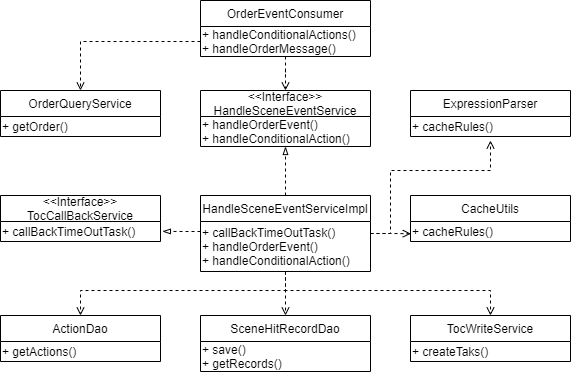 OrderEventConsumer
+ handleConditionalActions()
+ handleOrderMessage()
OrderQueryService
+ getOrder()
<<Interface>>
HandleSceneEventService
+ handleOrderEvent()
+ handleConditionalAction()
ExpressionParser
+ cacheRules()
<<Interface>>
TocCallBackService
+ callBackTimeOutTask()
HandleSceneEventServiceImpl
+ callBackTimeOutTask()
+ handleOrderEvent()
+ handleConditionalAction()
CacheUtils
+ cacheRules()
ActionDao
+ getActions()
SceneHitRecordDao
+ save()
+ getRecords()
TocWriteService
+ createTaks()